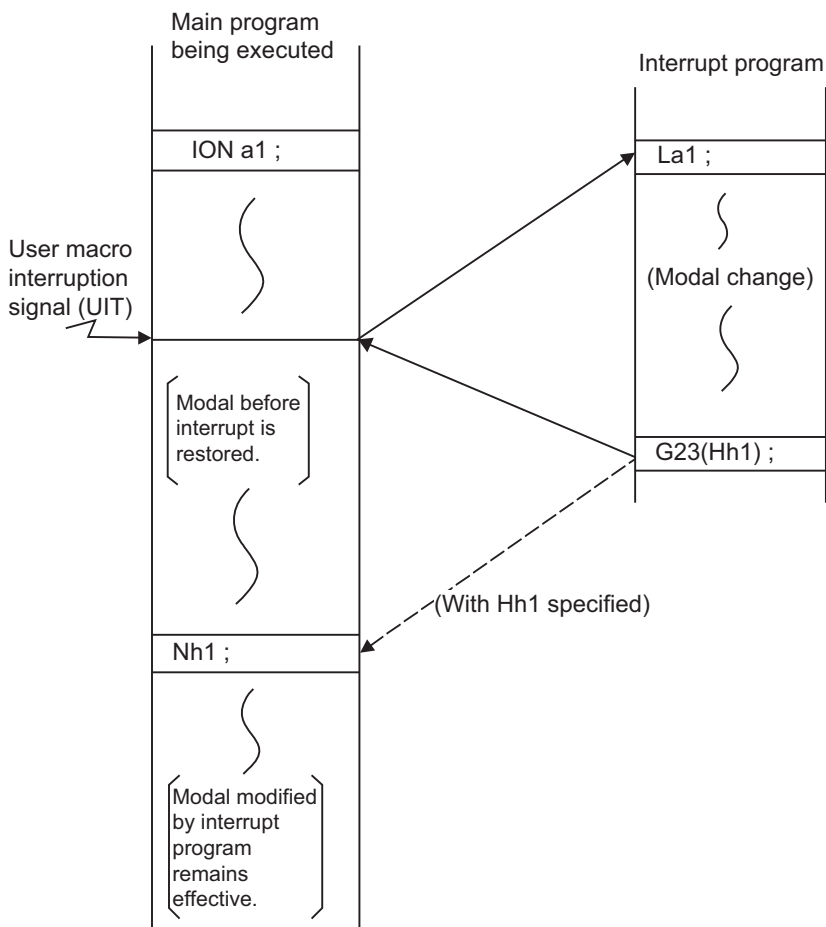 Main program
being executed
Interrupt program
ION a1 ;
La1 ;
User macro
interruption
signal (UIT)
(Modal change)
Modal before
interrupt is
restored.
G23(Hh1) ;
(With Hh1 specified)
Nh1 ;
Modal modified
by interrupt
program
remains
effective.